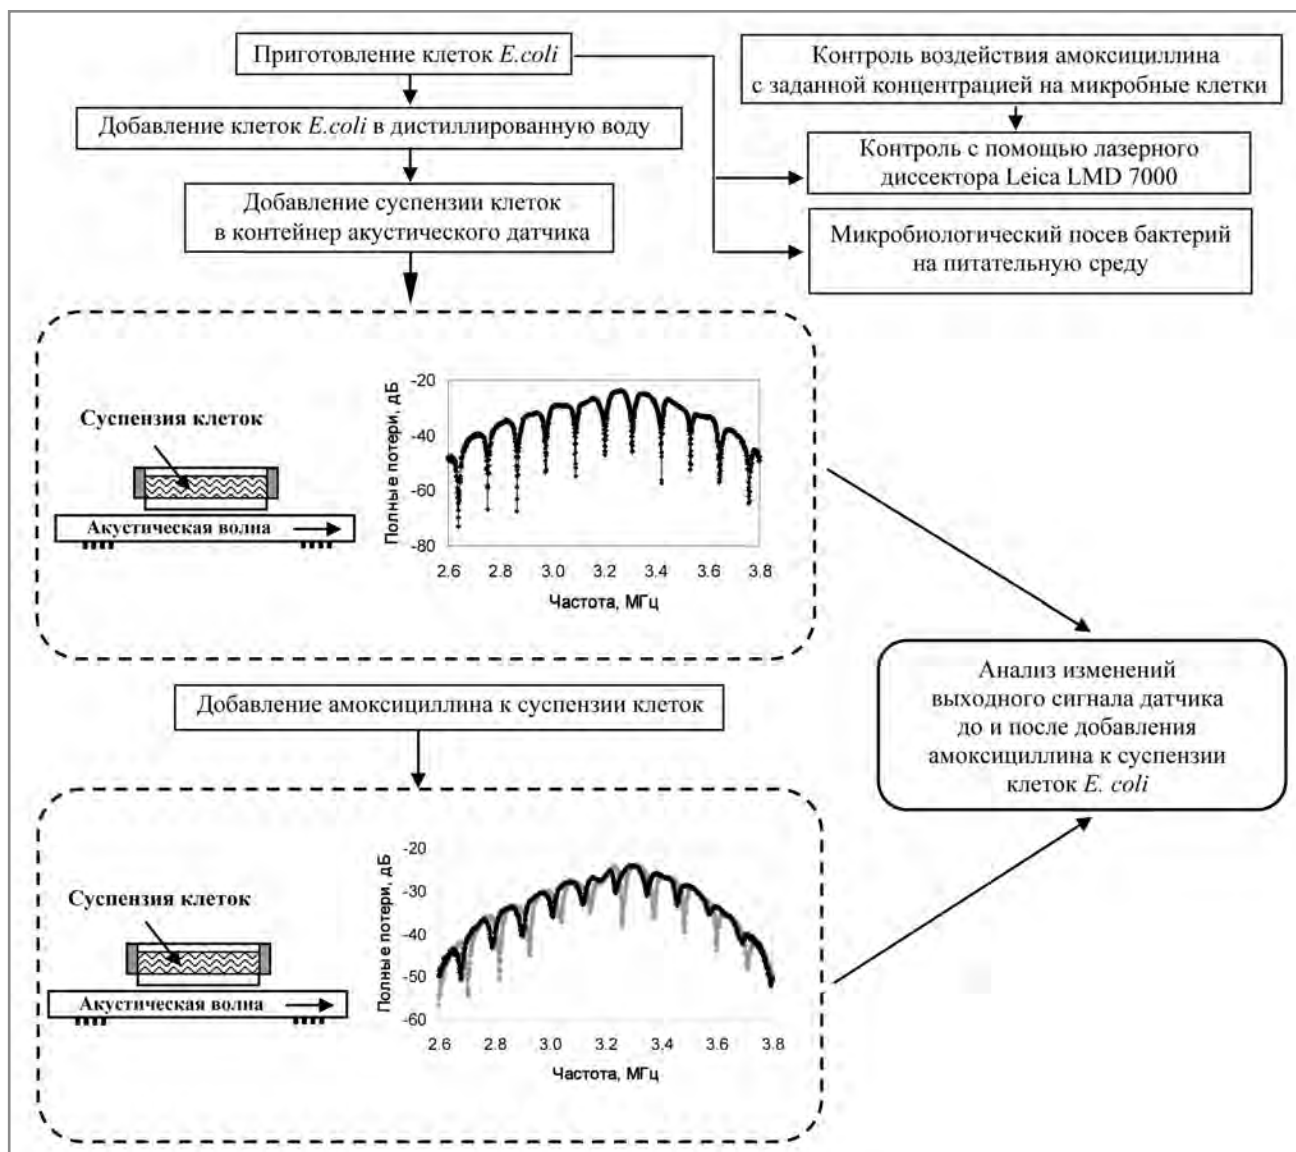 Приготовление клеток E.coli
Добавление клеток E.coli в дистиллированную воду
Добавление суспензии клеток
в контейнер акустического датчика
Контроль воздействия амоксициллина
с заданной концентрацией на микробные клетки
Контроль с помощью лазерного
диссектора Leica LMD 7000
Микробиологический посев бактерий
на питательную среду
Суспензия клеток
Акустическая волна
Полные потери, дБ
-20
-40
-60
-80
2.6 2.8 3.0 3.2 3.4 3.6 3.8
Частота, МГц
Анализ изменений
выходного сигнала датчика
до и после добавления
амоксициллина к суспензии
клеток E. coli
Добавление амоксициллина к суспензии клеток
Суспензия клеток
Акустическая волна
Полные потери, дБ
-20
-30
-40
-50
-60
2.6 2.8 3.0 3.2 3.4 3.6 3.8
Частота, МГц